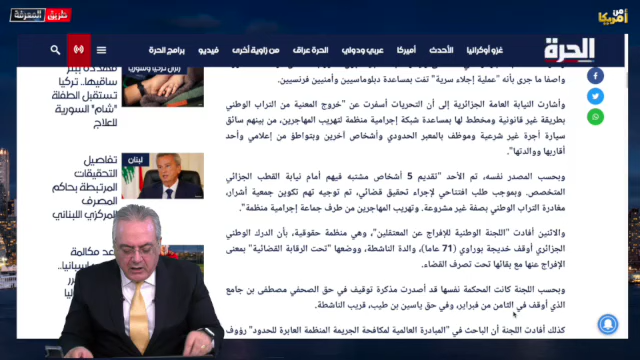 من
أمريكا
طريق
الحرة
غزو أوكرانيا
الأحدث
أميركا
عربي ودولي
الحرة عراق
من زاوية أخرى
فيديو
برامج الحرة
واصفا ما جرى بأنه "عملية إجلاء سرية" تمت بمساعدة دبلوماسيين وأمنيين فرنسيين.
وأشارت النيابة العامة الجزائرية إلى أن التحريات أسفرت عن "خروج المعنية من التراب الوطني
بطريقة غير قانونية ومخطط لها بمساعدة شبكة إجرامية منظمة لتهريب المهاجرين، من بينهم سائق
سيارة أجرة غير شرعية وموظف بالمعبر الحدودي وأشخاص آخرين وبتواطؤ من إعلامي وأحد
أقاربها ووالدتها".
وبحسب المصدر نفسه، تم الأحد "تقديم 5 أشخاص مشتبه فيهم أمام نيابة القطب الجزائي
المتخصص. وبموجب طلب افتتاحي لإجراء تحقيق قضائي، تم توجيه تهم تكوين جمعية أشرار،
مغادرة التراب الوطني بصفة غير مشروعة. وتهريب المهاجرين من طرف جماعة إجرامية منظمة".
والاثنين أفادت "اللجنة الوطنية للإفراج عن المعتقلين"، وهي منظمة حقوقية، بأن الدرك الوطني
الجزائري أوقف خديجة بوراوي (71 عاما)، والدة الناشطة، ووضعها "تحت الرقابة القضائية" بمعنى
الإفراج عنها مع بقائها تحت تصرف القضاء.
وبحسب اللجنة كانت المحكمة نفسها قد أصدرت مذكرة توقيف في حق الصحفي مصطفى بن جامع
الذي أوقف في الثامن من فبراير، وفي حق ياسين بن طيب، قريب الناشطة.
كذلك أفادت اللجنة أن الباحث في "المبادرة العالمية لمكافحة الجريمة المنظمة العابرة للحدود" رؤوف
ساقيها.. تركيا
تستقبل الطفلة
"شام" السورية
للعلاج
لبنان
تفاصيل
التحقيقات
المرتبطة بحاكم
المصرف
المركزي اللبناني
مكالمة